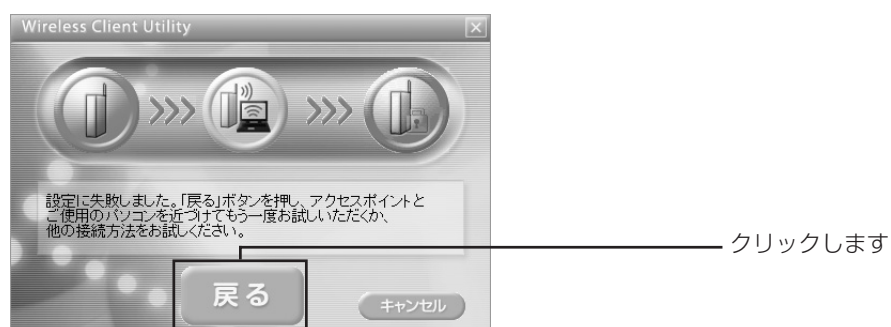 Wireless Client Utility
設定に失敗しました。「戻る」ボタンを押し、アクセスポイントと
ご使用のパソコンを近づけてもう一度お試しいただくか、
他の接続方法をお試しください。
クリックします
戻る
キャンセル